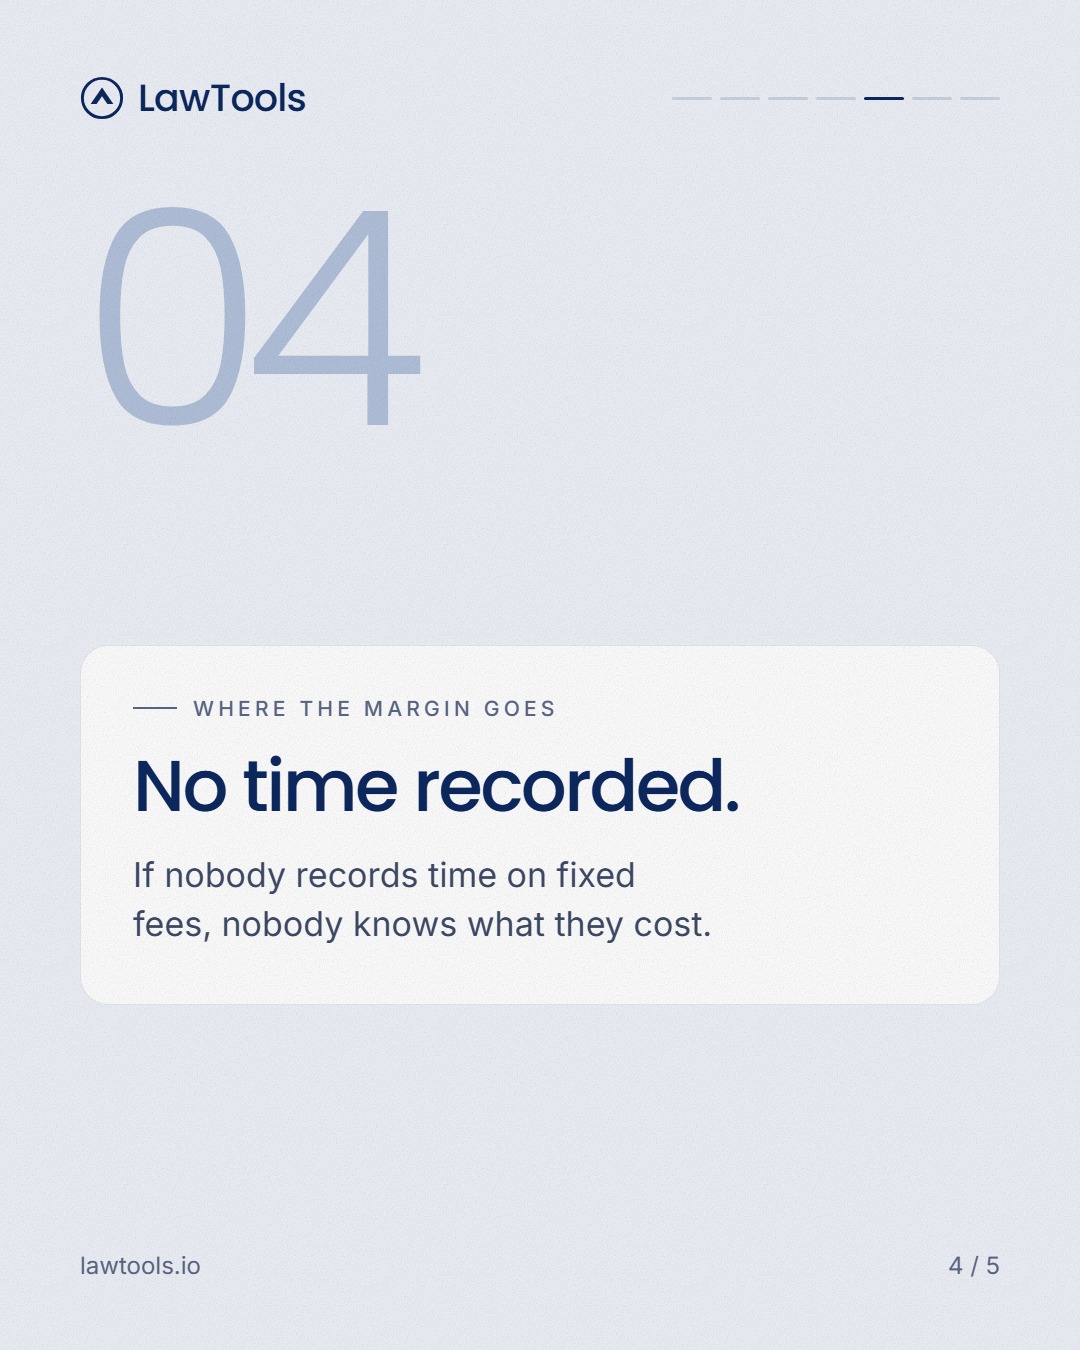 LawTools
04
WHERE THE MARGIN GOES
No time recorded.
If nobody records time on fixed
fees, nobody knows what they cost.
lawtools.io
4 / 5